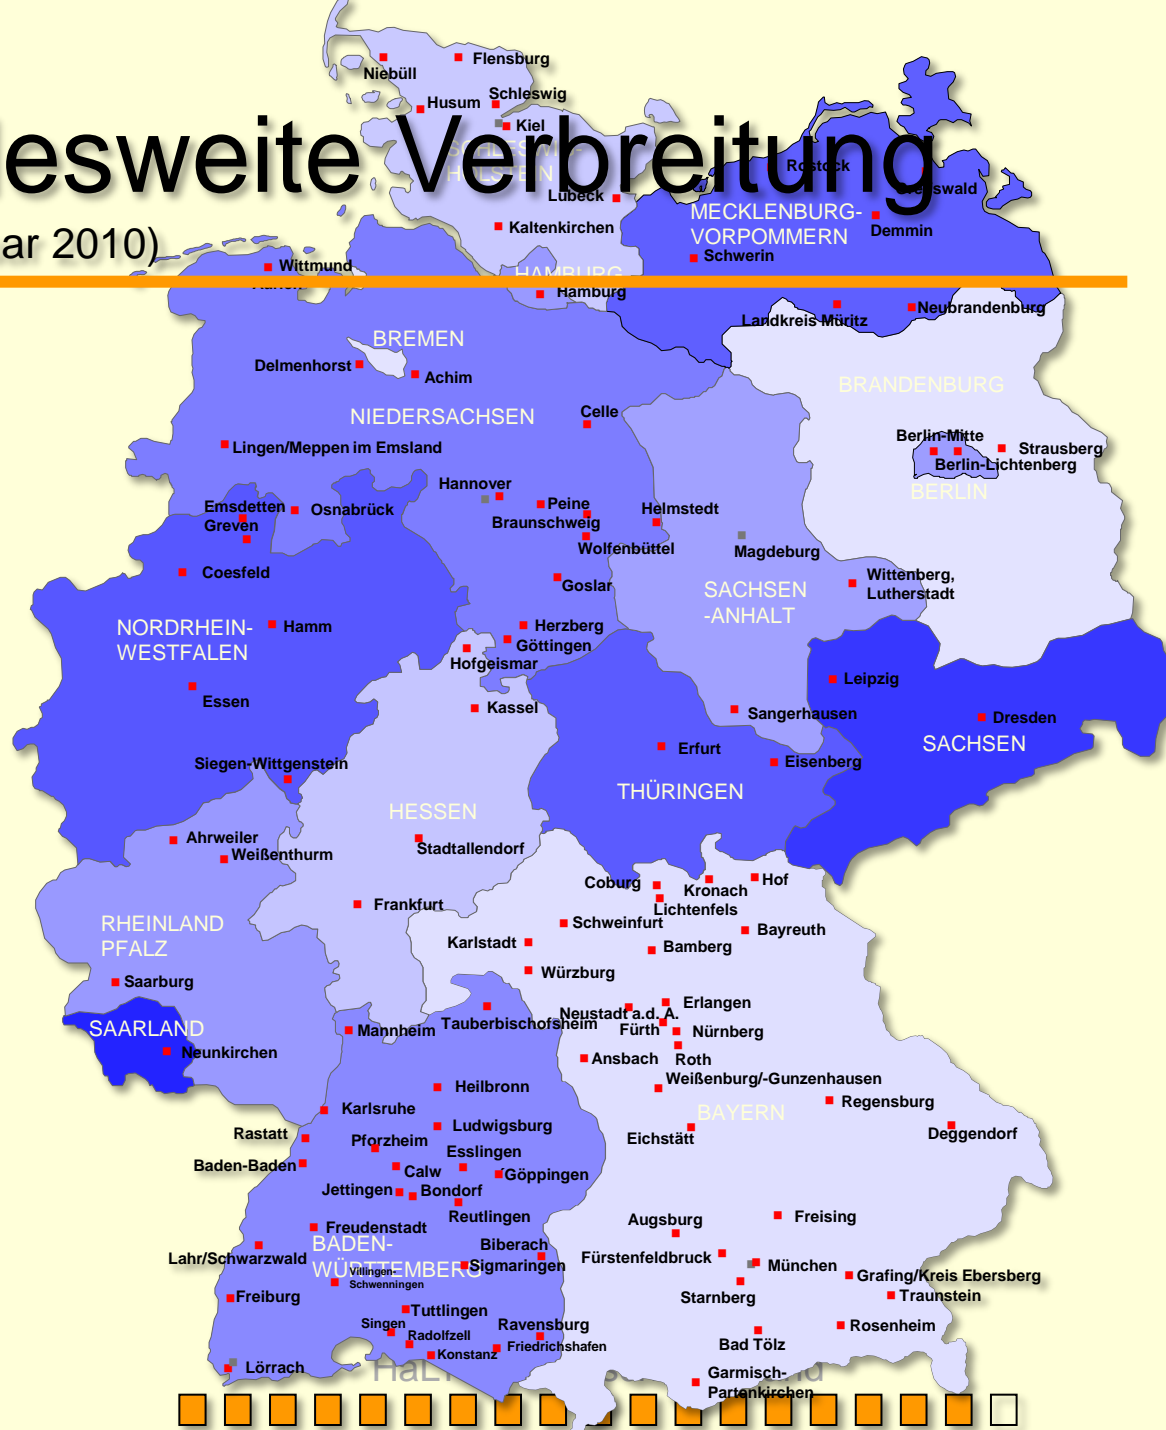 Flensburg
Niebüll
Schleswig
Husum
Kiel
SCHLESWIG-
HOLSTEIN
esweite Verbreitung
Rostock
Lübeck
MECKLENBURG-
VORPOMMERN
Demmin
Kaltenkirchen
ar 2010)
Schwerin
Wittmund
HAMBURG
Hamburg
Landkreis Müritz
Neubrandenburg
BREMEN
Delmenhorst
Achim
BRANDENBURG
NIEDERSACHSEN
Celle
Berlin-Mitte
Strausberg
Lingen/Meppen im Emsland
Berlin-Lichtenberg
BERLIN
Hannover
Emsdetten
Osnabrück
Peine
Helmstedt
Greven
Braunschweig
Wolfenbüttel
Magdeburg
Coesfeld
Goslar
SACHSEN
-ANHALT
Wittenberg,
Lutherstadt
NORDRHEIN-
WESTFALEN
Hamm
Herzberg
Göttingen
Hofgeismar
Leipzig
Essen
Kassel
Sangerhausen
Dresden
SACHSEN
Erfurt
Eisenberg
Siegen-Wittgenstein
THÜRINGEN
HESSEN
Ahrweiler
Weißenthurm
Stadtallendorf
Coburg
Kronach
Hof
Lichtenfels
Frankfurt
RHEINLAND
PFALZ
Schweinfurt
Bayreuth
Karlstadt
Bamberg
Würzburg
Saarburg
Erlangen
Neustadt a.d. A.
Tauberbischofsheim
Fürth
Nürnberg
SAARLAND
Mannheim
Neunkirchen
Ansbach
Roth
Weißenburg/-Gunzenhausen
Heilbronn
Regensburg
BAYERN
Karlsruhe
Ludwigsburg
Rastatt
Pforzheim
Eichstätt
Deggendorf
Esslingen
Baden-Baden
Calw
Göppingen
Jettingen
Bondorf
Reutlingen
Freising
Augsburg
Freudenstadt
BADEN-
WÜRTTEMBERG
Biberach
Lahr/Schwarzwald
Sigmaringen
Fürstenfeldbruck
München
Villingen-
Schwenningen
Grafing/Kreis Ebersberg
Freiburg
Starnberg
Traunstein
Tuttlingen
Singen
Ravensburg
Rosenheim
Radolfzell
Friedrichshafen
Bad Tölz
Konstanz
Lörrach
Garmisch-
Partenkirchen